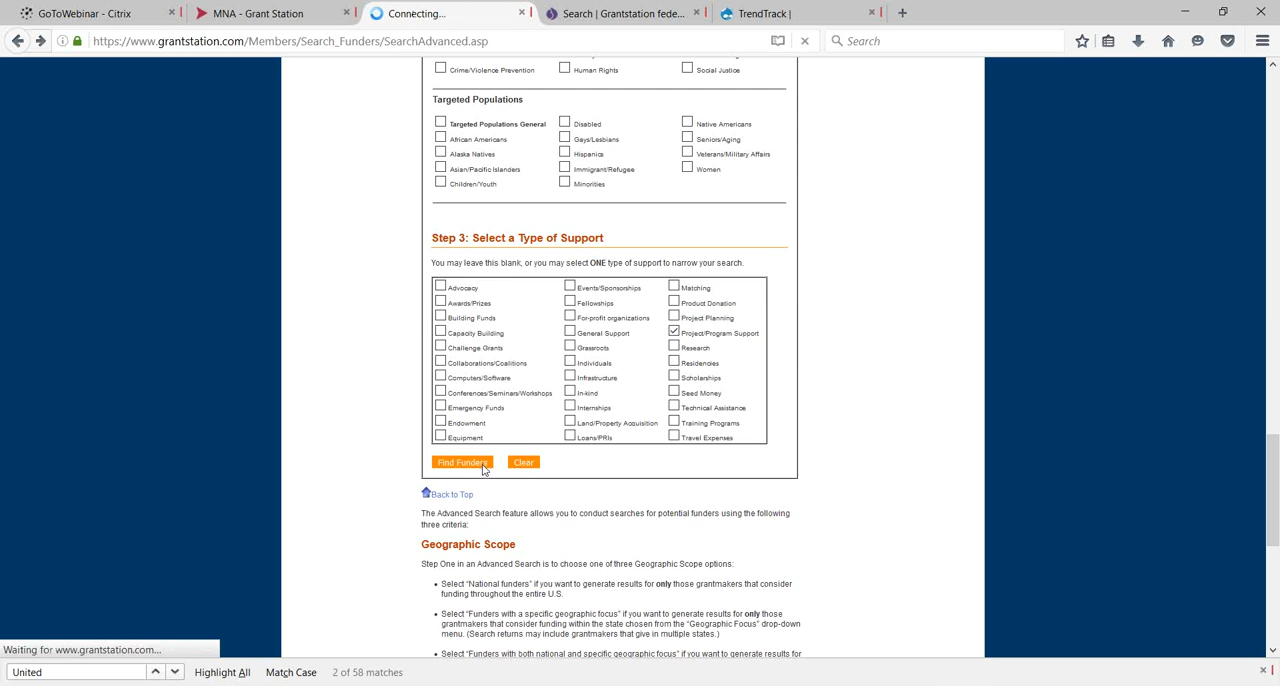 GoToWebinar - Citrix
MNA - Grant Station
Connecting...
Search | Grantstation fede...
TrendTrack |
https://www.grantstation.com/Members/Search_Funders/SearchAdvanced.asp
Search
Crime/Violence Prevention Human Rights Social Justice
Targeted Populations
Targeted Populations General Disabled Native Americans
African Americans Gays/Lesbians Seniors/Aging
Alaska Natives Hispanics Veterans/Military Affairs
Asian/Pacific Islanders Immigrant/Refugee Women
Children/Youth Minorities
Step 3: Select a Type of Support
You may leave this blank, or you may select ONE type of support to narrow your search.
Advocacy Events/Sponsorships Matching
Awards/Prizes Fellowships Product Donation
Building Funds For-profit organizations Project Planning
Capacity Building General Support Project/Program Support
Challenge Grants Grassroots Research
Collaborations/Coalitions Individuals Residencies
Computers/Software Infrastructure Scholarships
Conferences/Seminars/Workshops In-kind Seed Money
Emergency Funds Internships Technical Assistance
Endowment Land/Property Acquisition Training Programs
Equipment Loans/PRIs Travel Expenses
Find Funders Clear
Back to Top
The Advanced Search feature allows you to conduct searches for potential funders using the following
three criteria:
Geographic Scope
Step One in an Advanced Search is to choose one of three Geographic Scope options:
• Select "National funders" if you want to generate results for only those grantmakers that consider
funding throughout the entire U.S.
• Select "Funders with a specific geographic focus" if you want to generate results for only those
grantmakers that consider funding within the state chosen from the "Geographic Focus" drop-down
menu. (Search returns may include grantmakers that give in multiple states.)
• Select "Funders with both national and specific geographic focus" if you want to generate results for
Waiting for www.grantstation.com...
United Highlight All Match Case 2 of 58 matches